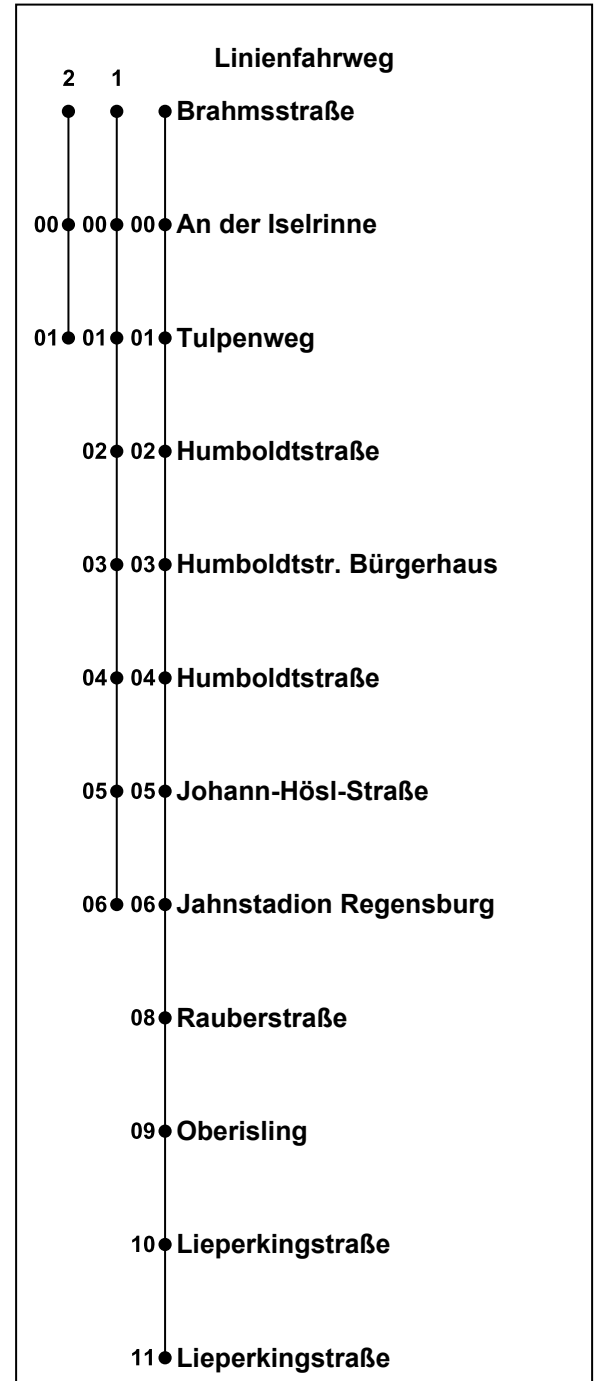 Linienfahrweg
2 1
Brahmsstraße
00 00 00 An der Iselrinne
01 01 01 Tulpenweg
02 02 Humboldtstraße
03 03 Humboldtstr. Bürgerhaus
04 04 Humboldtstraße
05 05 Johann-Hösl-Straße
06 06 Jahnstadion Regensburg
08 Rauberstraße
09 Oberisling
10 Lieperkingstraße
11 Lieperkingstraße